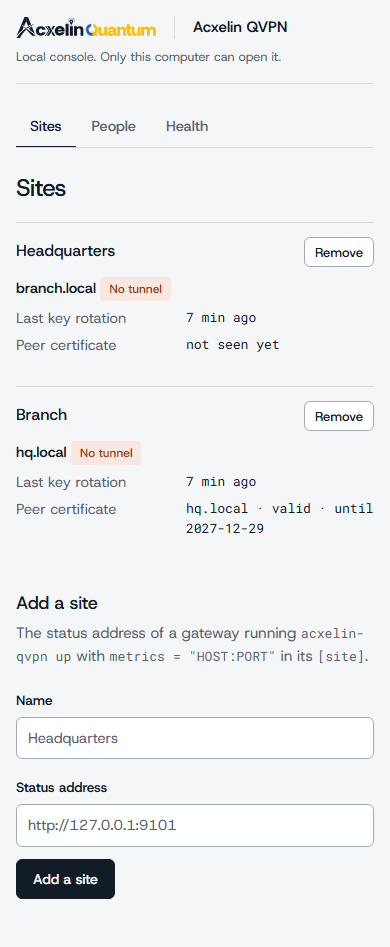 Acxelin Quantum
Acxelin QVPN
Local console. Only this computer can open it.
Sites People Health
Sites
Headquarters
Remove
branch.local No tunnel
Last key rotation 7 min ago
Peer certificate not seen yet
Branch
Remove
hq.local No tunnel
Last key rotation 7 min ago
Peer certificate hq.local · valid · until
2027-12-29
Add a site
The status address of a gateway running acxelin-
qvpn up with metrics = "HOST:PORT" in its [site].
Name
Headquarters
Status address
http://127.0.0.1:9101
Add a site